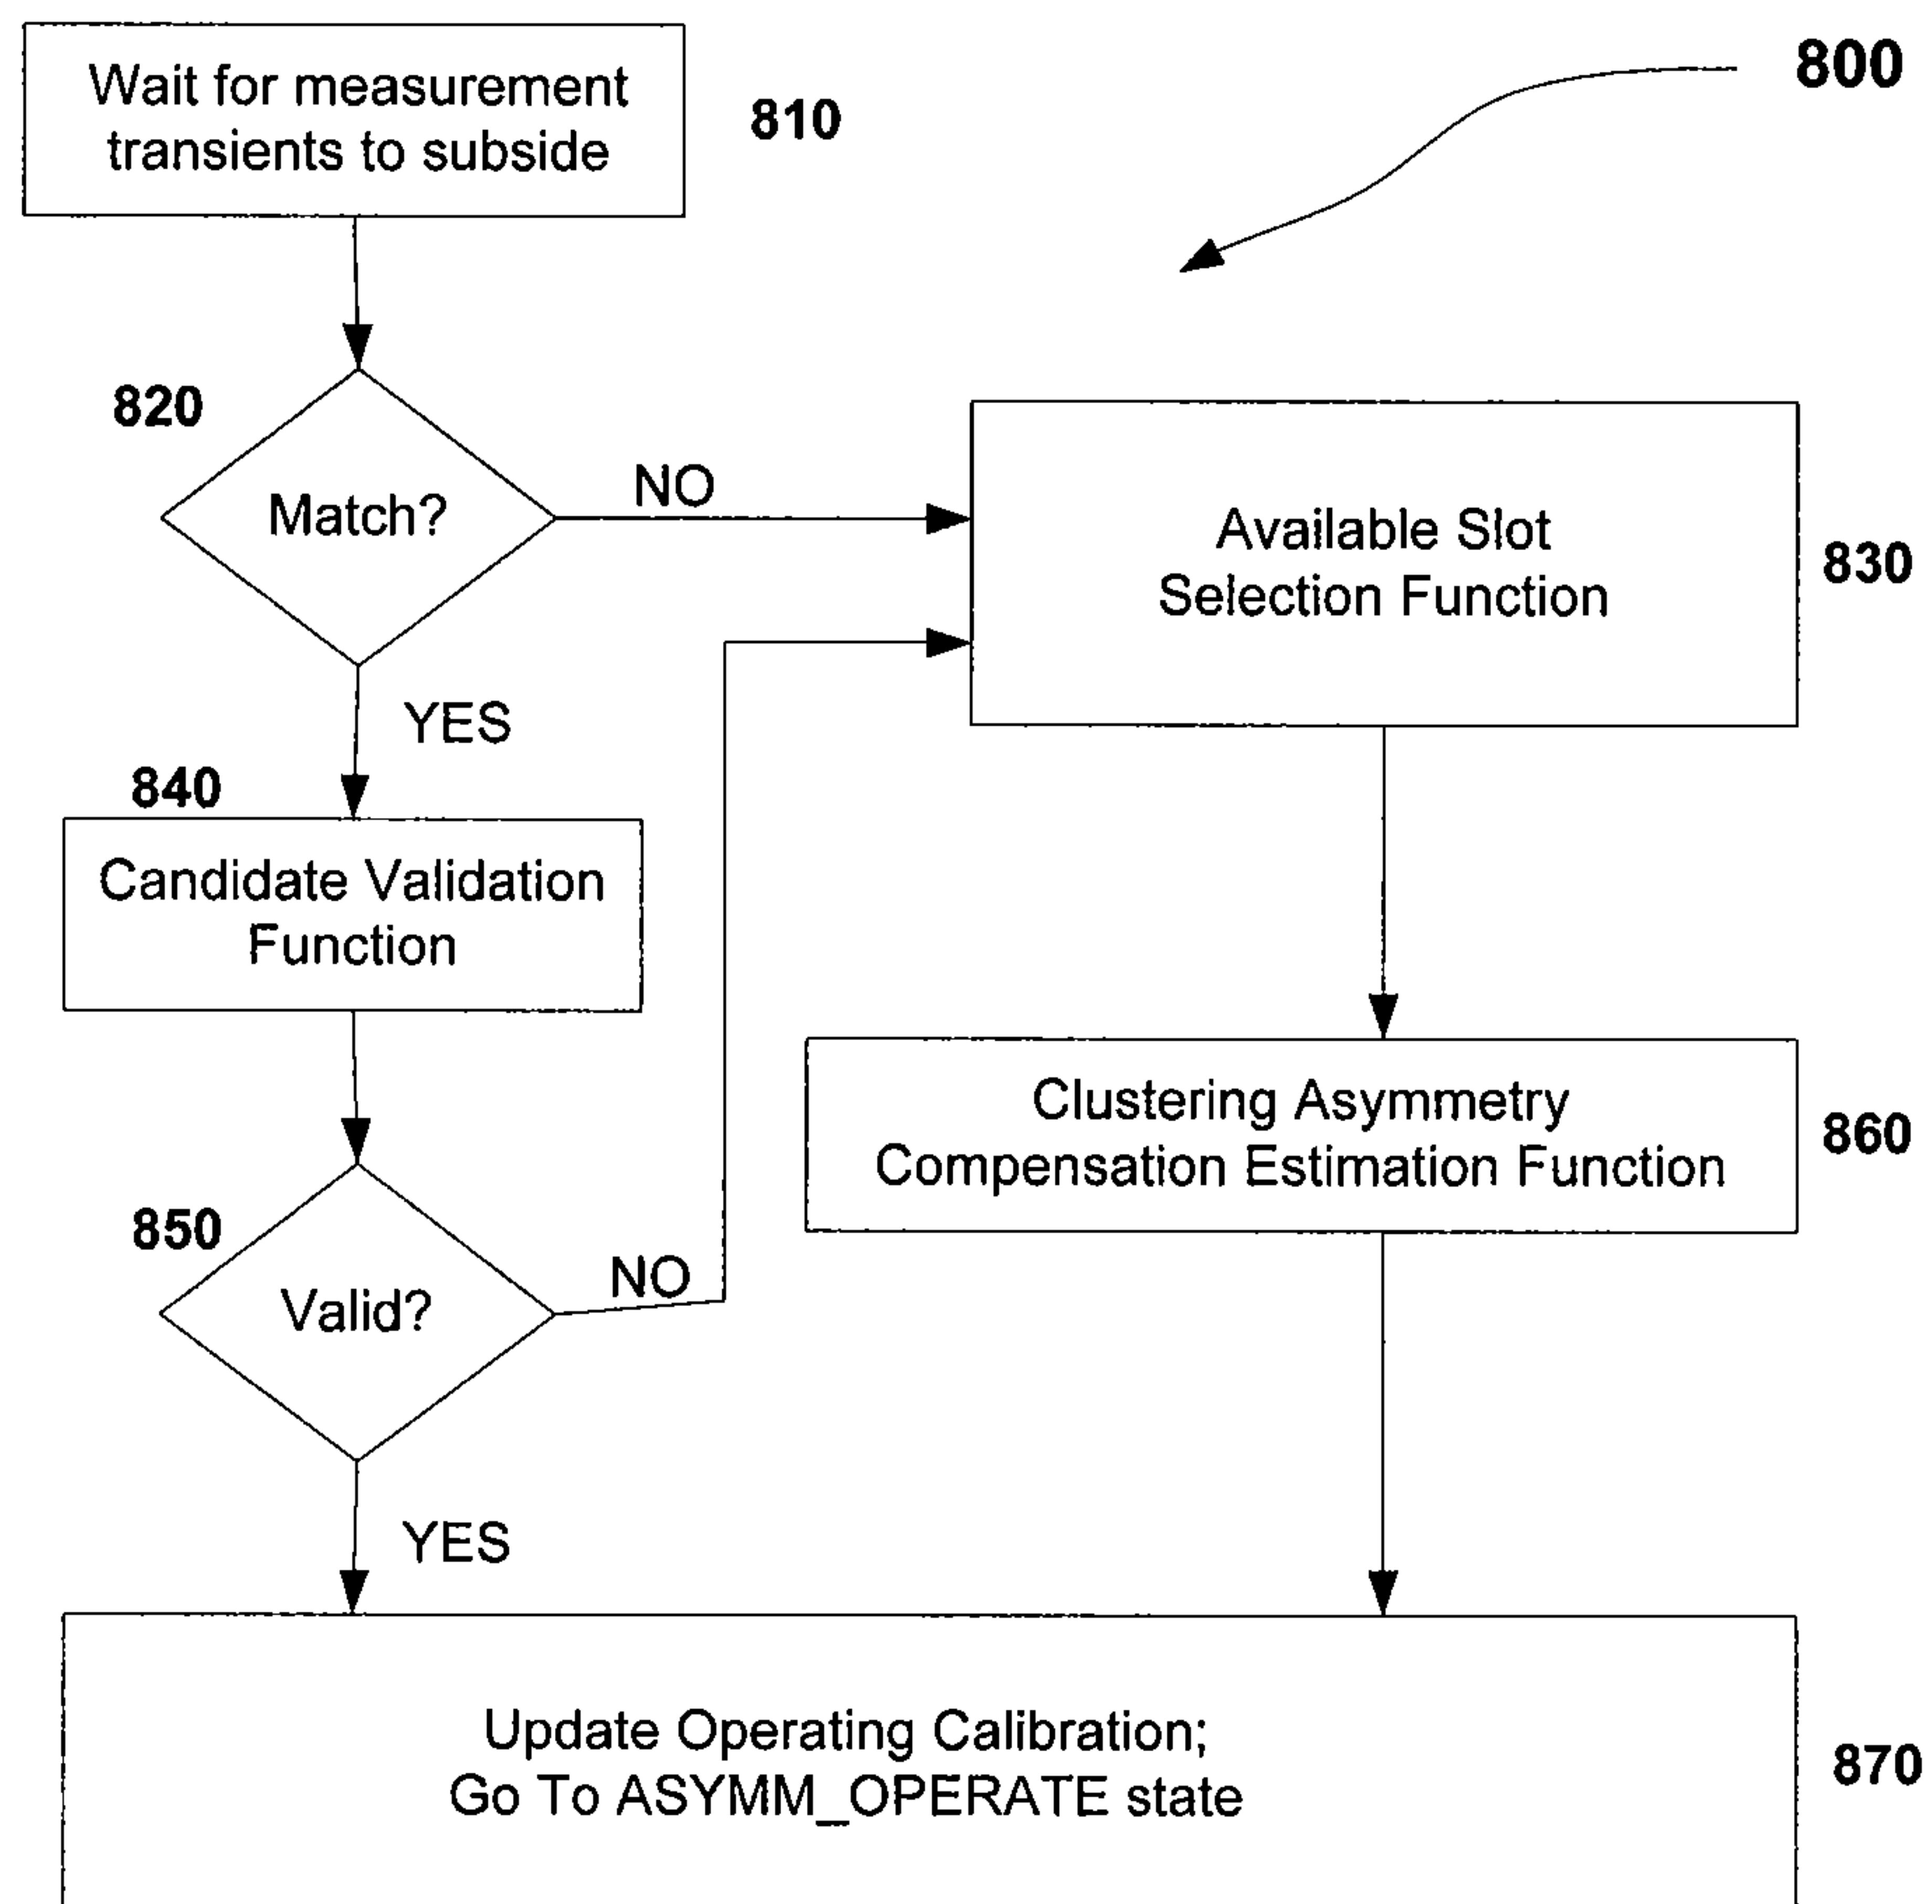 800
Wait for measurement
transients to subside
810
820
Match?
NO
YES
Available Slot
Selection Function
830
840
Candidate Validation
Function
850
Valid?
NO
YES
Clustering Asymmetry
Compensation Estimation Function
860
Update Operating Calibration;
Go To ASYMM_OPERATE state
870